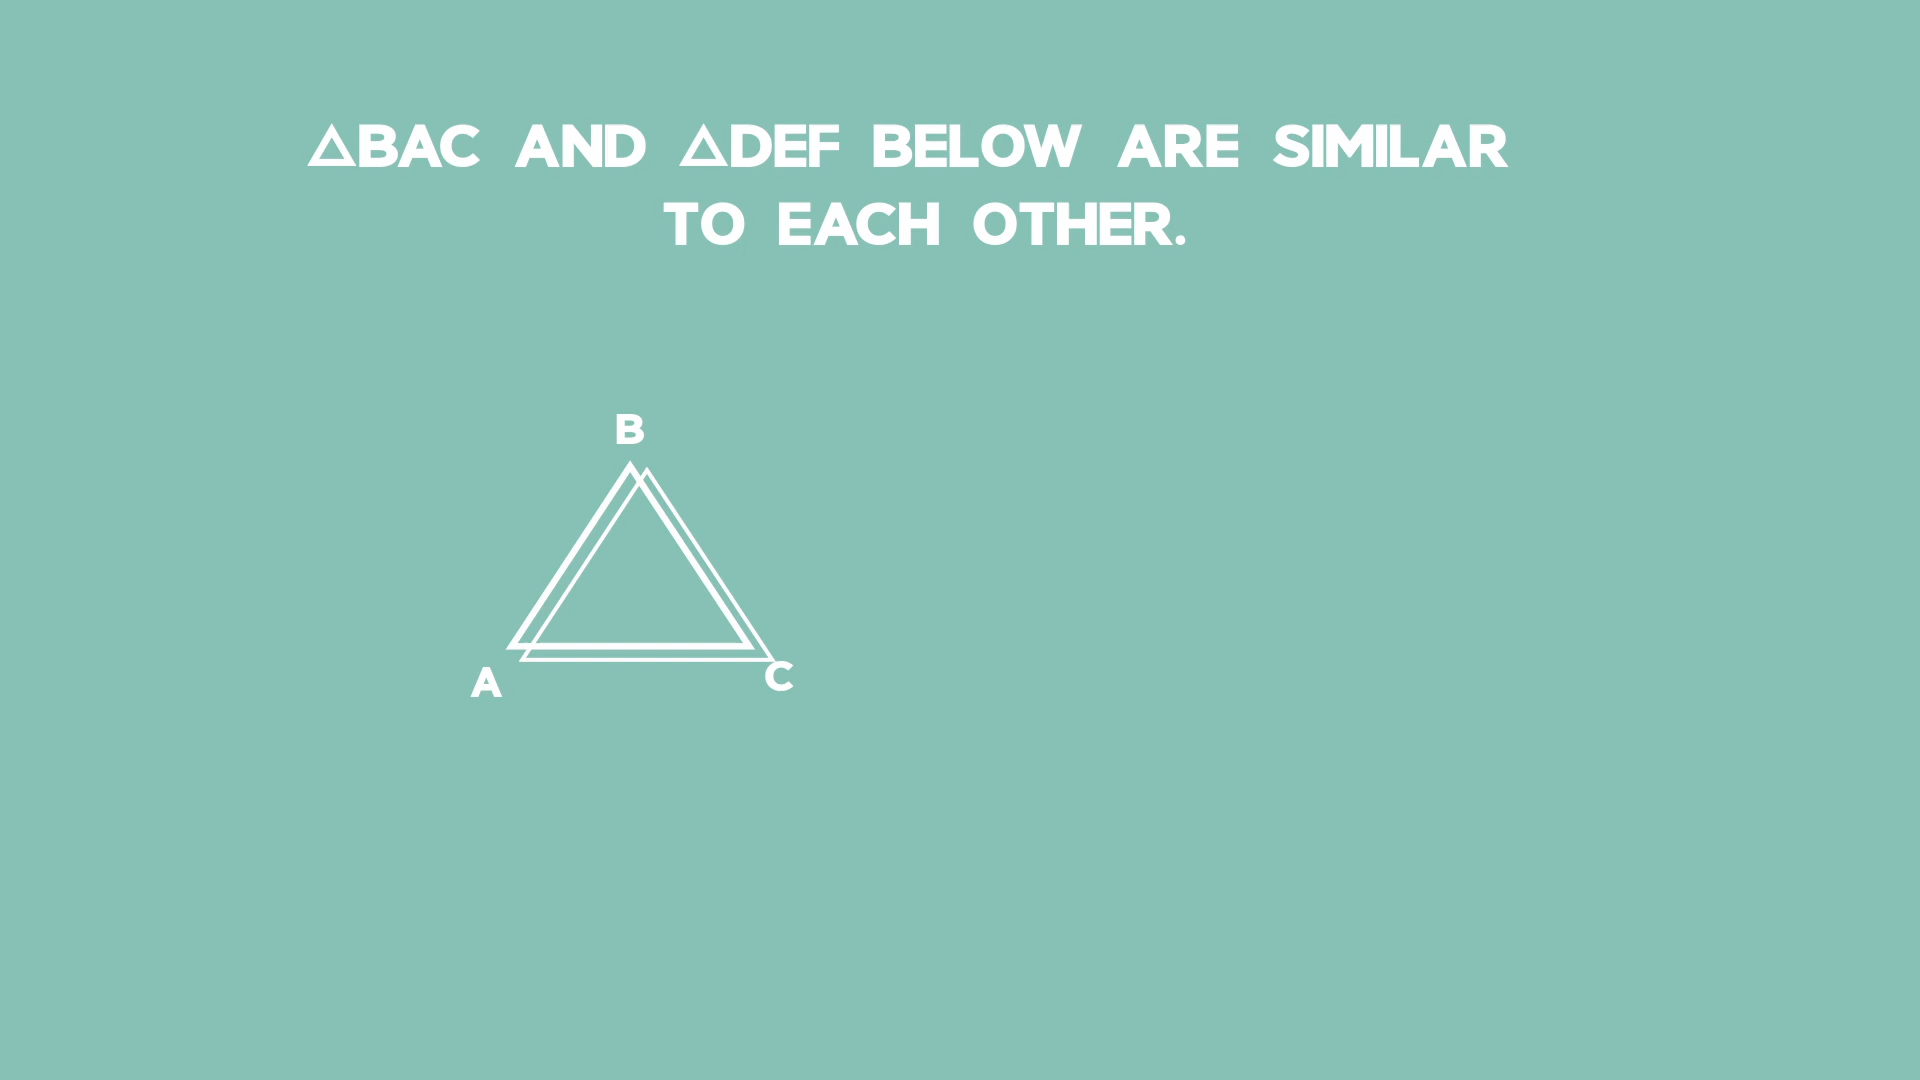 △BAC AND △DEF BELOW ARE SIMILAR
TO EACH OTHER.
B
A
C